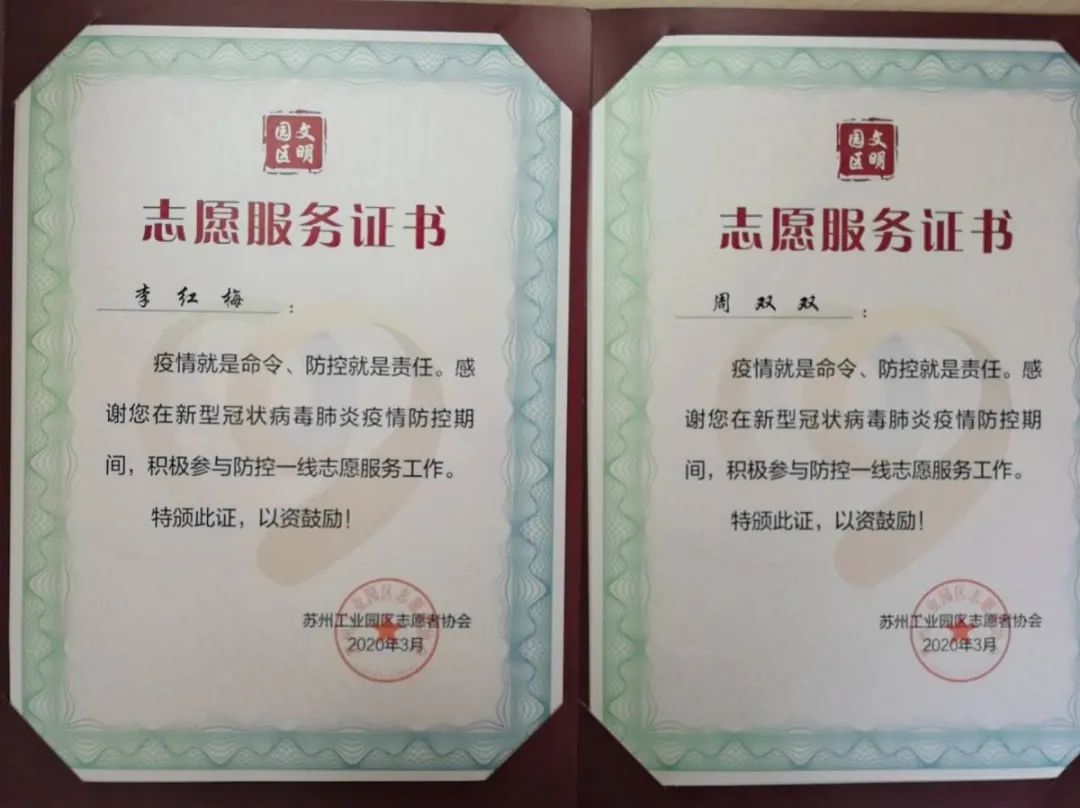 文明
园区
志愿服务证书
李红梅：
疫情就是命令、防控就是责任。感
谢您在新型冠状病毒肺炎疫情防控期
间，积极参与防控一线志愿服务工作。
特颁此证，以资鼓励！
苏州工业园区志愿者协会
2020年3月
文明
园区
志愿服务证书
周双双：
疫情就是命令、防控就是责任。感
谢您在新型冠状病毒肺炎疫情防控期
间，积极参与防控一线志愿服务工作。
特颁此证，以资鼓励！
苏州工业园区志愿者协会
2020年3月